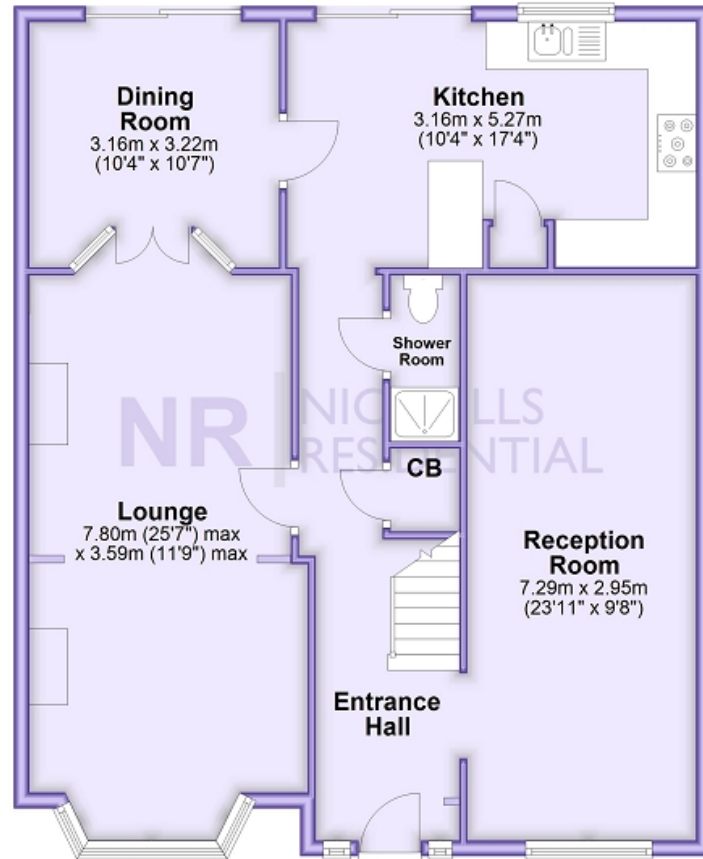 Dining
Room
3.16m x 3.22m
(10'4" x 10'7")
Kitchen
3.16m x 5.27m
(10'4" x 17'4")
Shower
Room
NR
CB
Lounge
7.80m (25'7") max
x 3.59m (11'9") max
Reception
Room
7.29m x 2.95m
(23'11" x 9'8")
Entrance
Hall